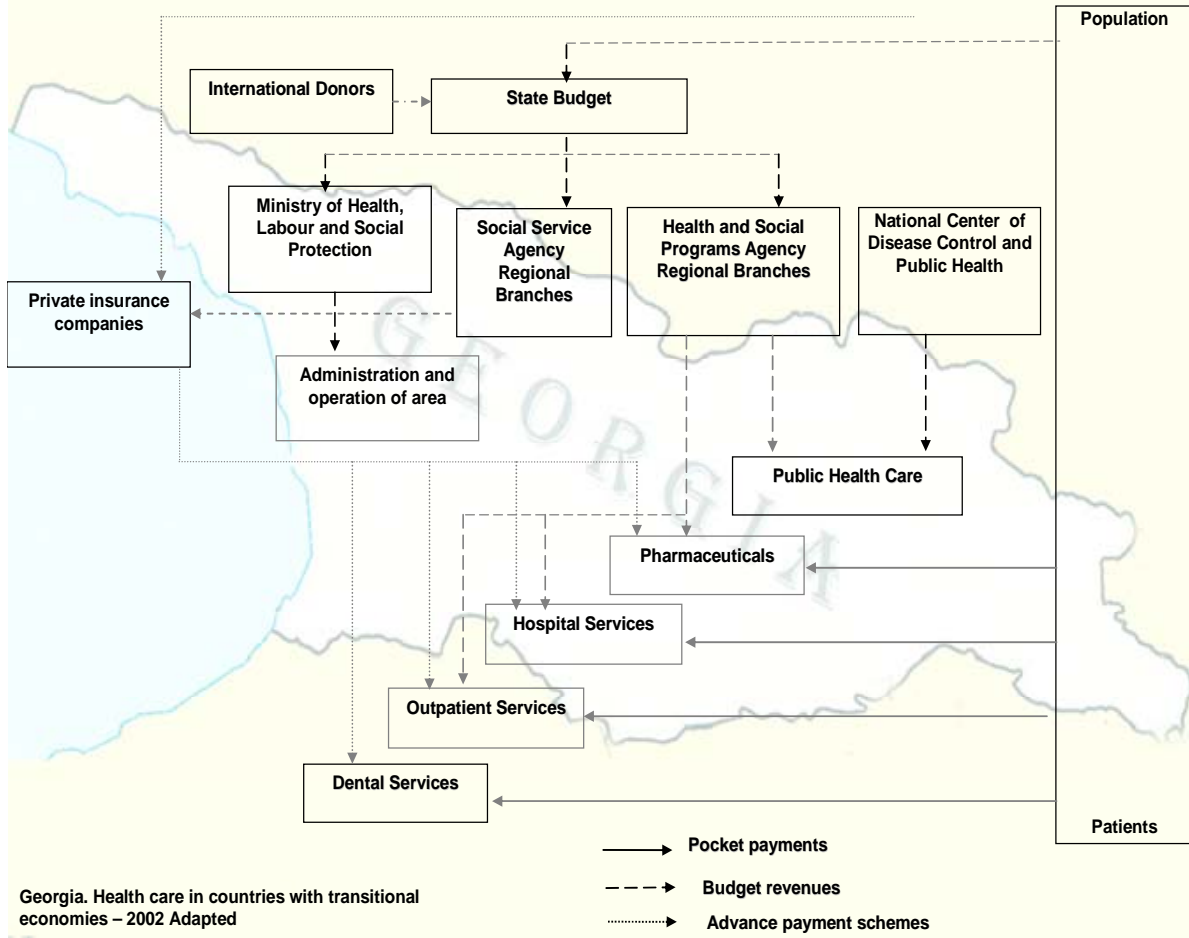 Population
International Donors
State Budget
Ministry of Health,
Labour and Social
Protection
Social Service
Agency
Regional
Branches
Health and Social
Programs Agency
Regional Branches
National Center of
Disease Control and
Public Health
Private insurance
companies
Administration and
operation of area
GEORGIA
Public Health Care
Pharmaceuticals
Hospital Services
Outpatient Services
Dental Services
Patients
Pocket payments
Budget revenues
Advance payment schemes
Georgia. Health care in countries with transitional
economies – 2002 Adapted